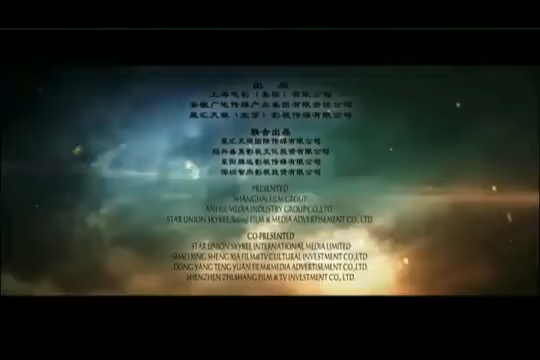 出 品
上海电影（集团）有限公司
安徽广电传媒产业集团有限责任公司
星汇天姬（北京）影视传媒有限公司
联合出品
星汇天姬国际传媒有限公司
绍兴盛夏影视文化投资有限公司
东阳腾远影视传媒有限公司
深圳智尚影视投资有限公司
PRESENTED
SHANGHAI FILM GROUP
ANHUI MEDIA INDUSTRY GROUP CO.,LTD
STAR UNION SKYKEE FILM & MEDIA ADVERTISEMENT CO., LTD
CO-PRESENTED
STAR UNION SKYKEE INTERNATIONAL MEDIA LIMITED
SHAO XING SHENG XIA FILM&TV CULTURAL INVESTMENT CO.,LTD
DONG YANG TENG YUAN FILM&MEDIA ADVERTISEMENT CO.,LTD.
SHENZHEN ZHI SHANG FILM & TV INVESTMENT CO.,LTD.